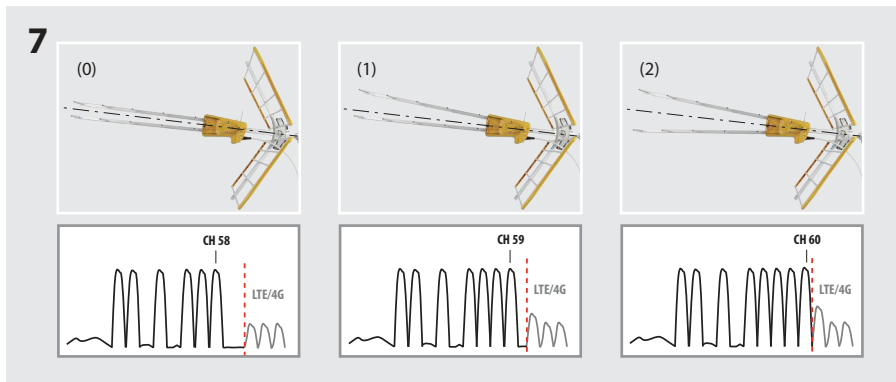 7
(0)
(1)
(2)
CH 58
LTE/4G
CH 59
LTE/4G
CH 60
LTE/4G